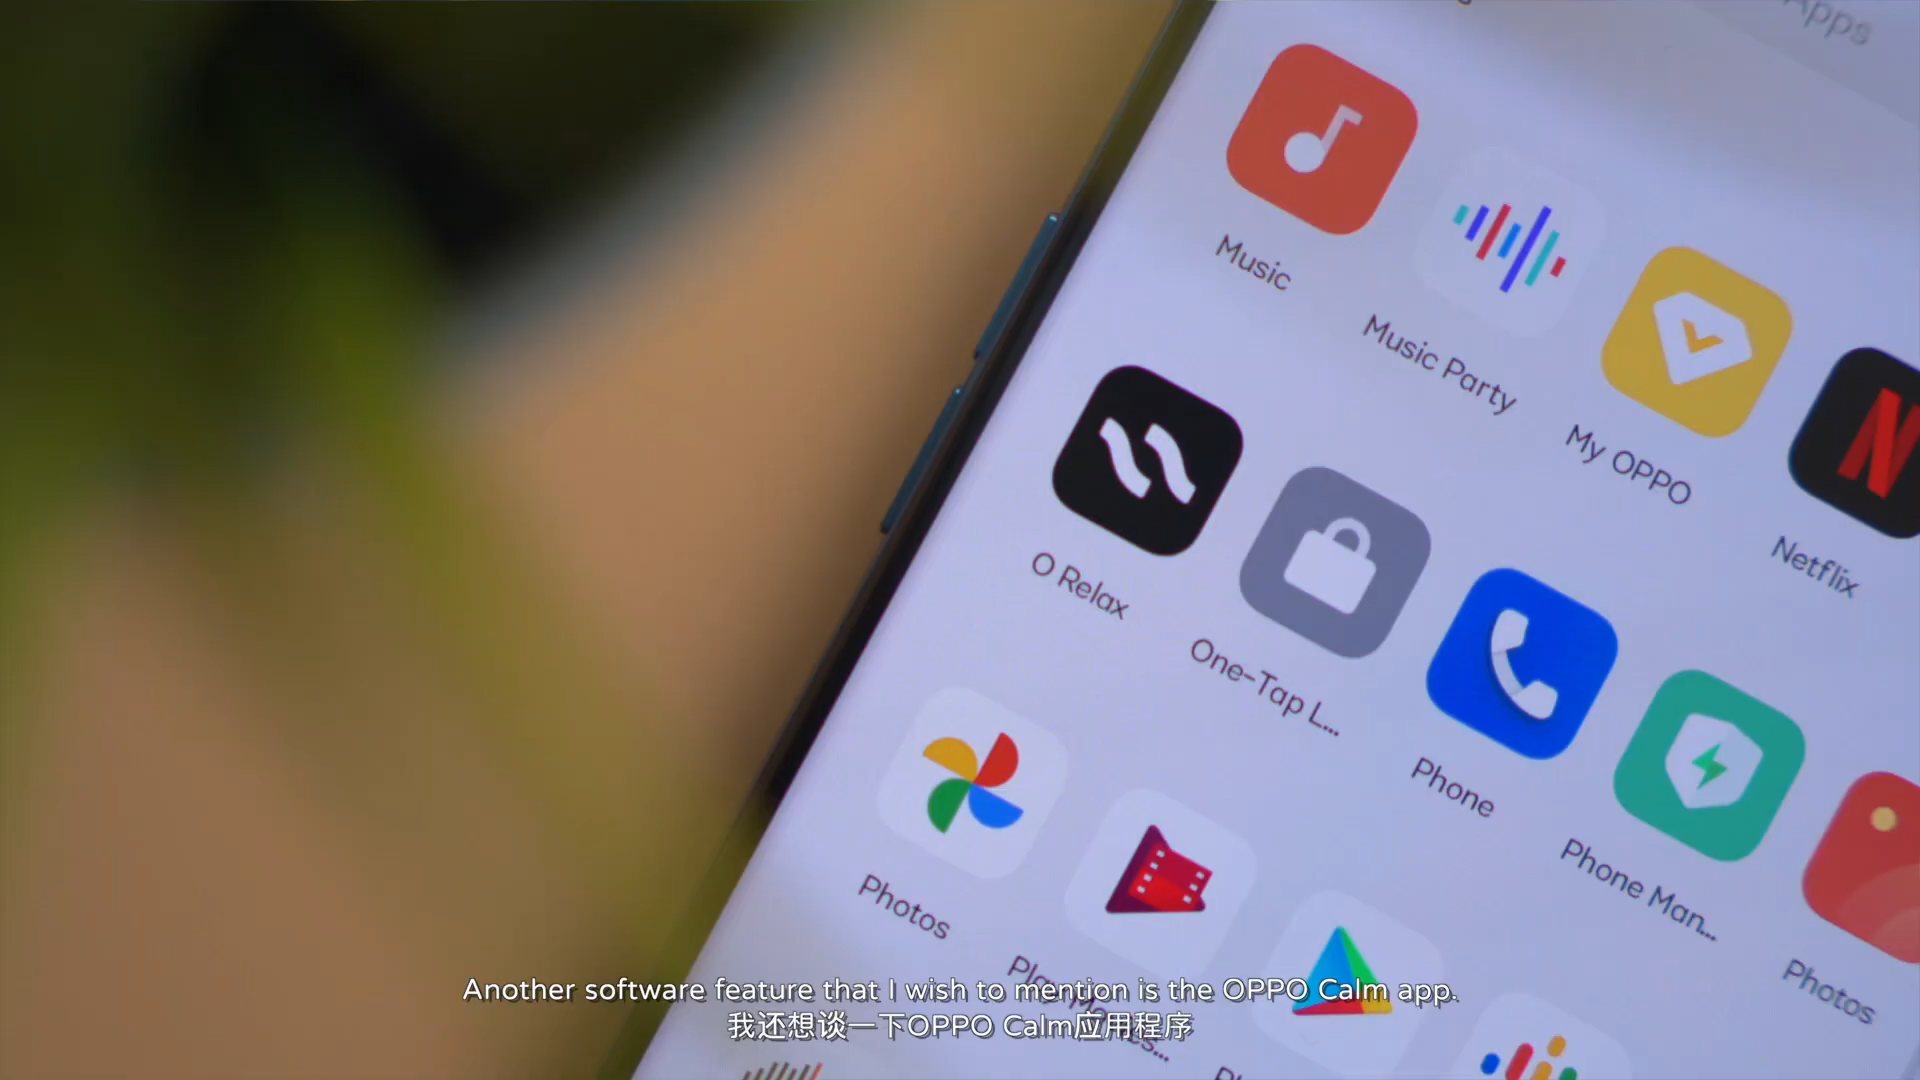 Apps
Music
Music Party
My OPPO
Netflix
O Relax
One-Tap L...
Phone
Phone Man...
Photos
Photos
Another software feature that I wish to mention is the OPPO Calm app.
我还想谈一下OPPO Calm应用程序